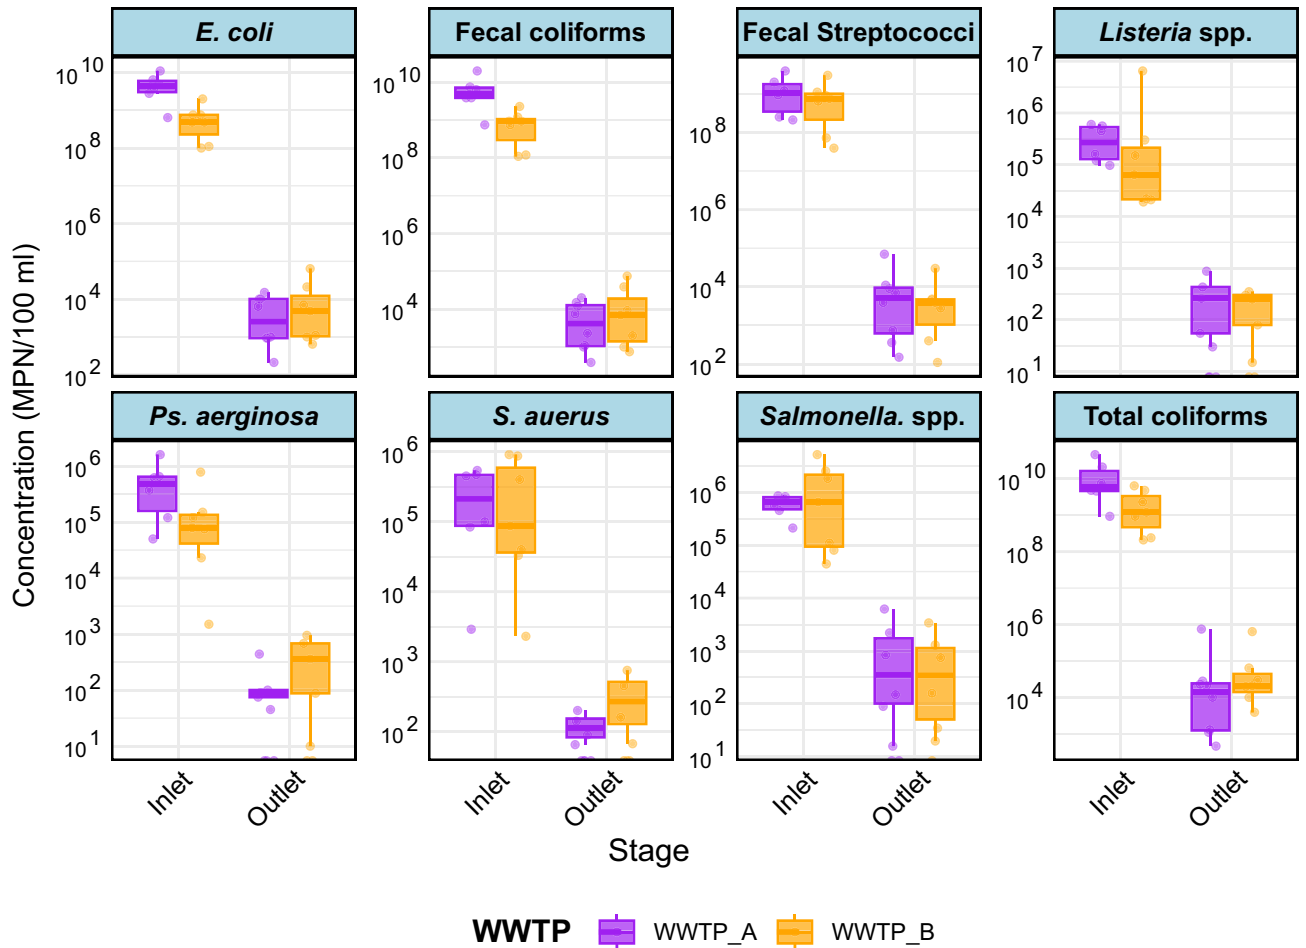 E. coli
Fecal coliforms
Fecal Streptocci
Listeria spp.
10^10
10^8
10^6
10^4
10^2
10^10
10^8
10^6
10^4
10^8
10^6
10^4
10^2
10^7
10^6
10^5
10^4
10^3
10^2
10^1
Concentration (MPN/100 ml)
Ps. aerginosa
S. auerus
Salmonella. spp.
Total coliforms
10^6
10^5
10^4
10^3
10^2
10^1
10^6
10^5
10^4
10^3
10^2
10^6
10^5
10^4
10^3
10^2
10^1
10^10
10^8
10^6
10^4
Inlet
Outlet
Inlet
Outlet
Inlet
Outlet
Inlet
Outlet
Stage
WWTP
WWTP_A
WWTP_B